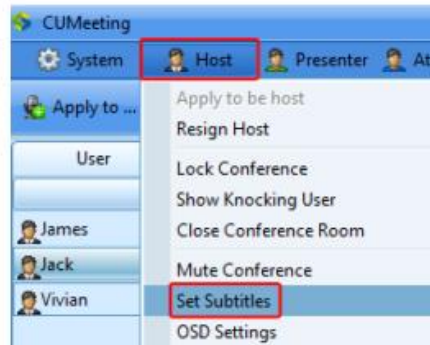 CUMeeting
System Host Presenter At
Apply to ...
Apply to be host
Resign Host
User
Lock Conference
Show Knocking User
James
Close Conference Room
Jack
Mute Conference
Vivian
Set Subtitles
OSD Settings